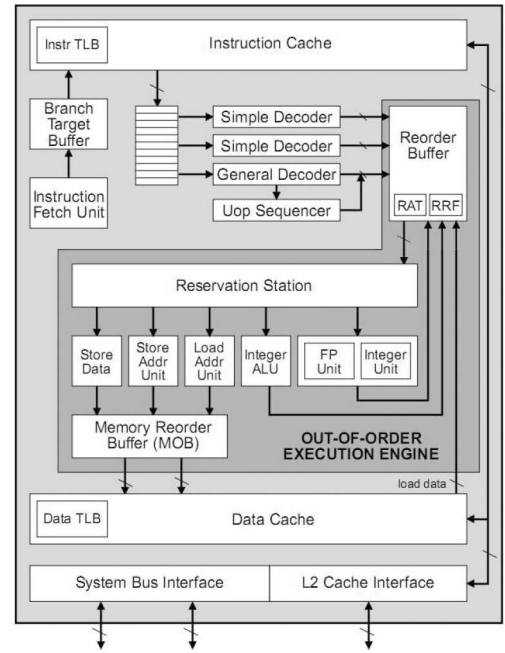 Instr TLB
Instruction Cache
Branch
Target
Buffer
Instruction
Fetch Unit
Simple Decoder
Simple Decoder
General Decoder
Uop Sequencer
Reorder
Buffer
RAT
RRF
Reservation Station
Store
Data
Store
Addr
Unit
Load
Addr
Unit
Integer
ALU
FP
Unit
Integer
Unit
Memory Reorder
Buffer (MOB)
OUT-OF-ORDER
EXECUTION ENGINE
load data
Data TLB
Data Cache
System Bus Interface
L2 Cache Interface